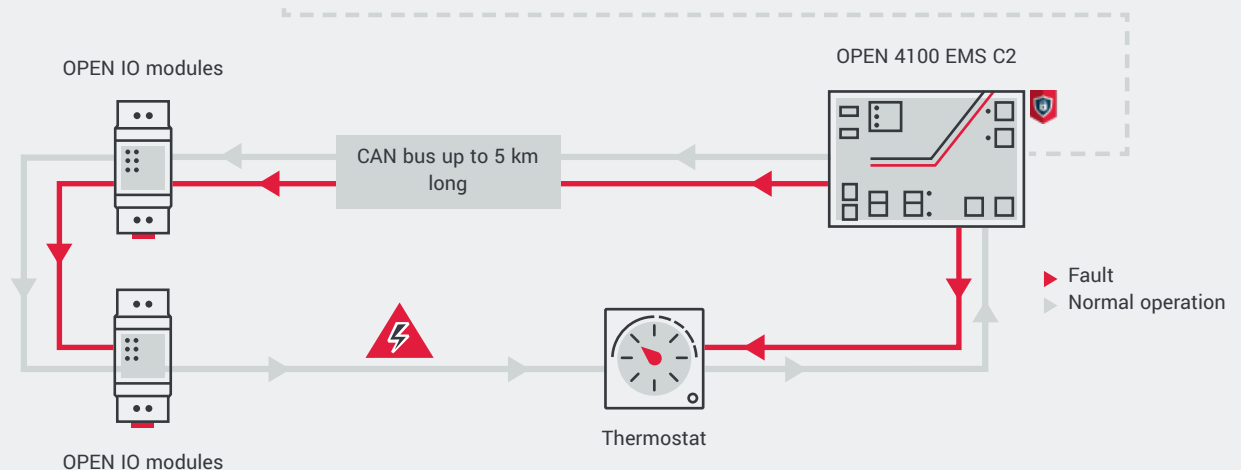 OPEN IO modules
OPEN 4100 EMS C2
CAN bus up to 5 km
long
Fault
Normal operation
Thermostat
OPEN IO modules